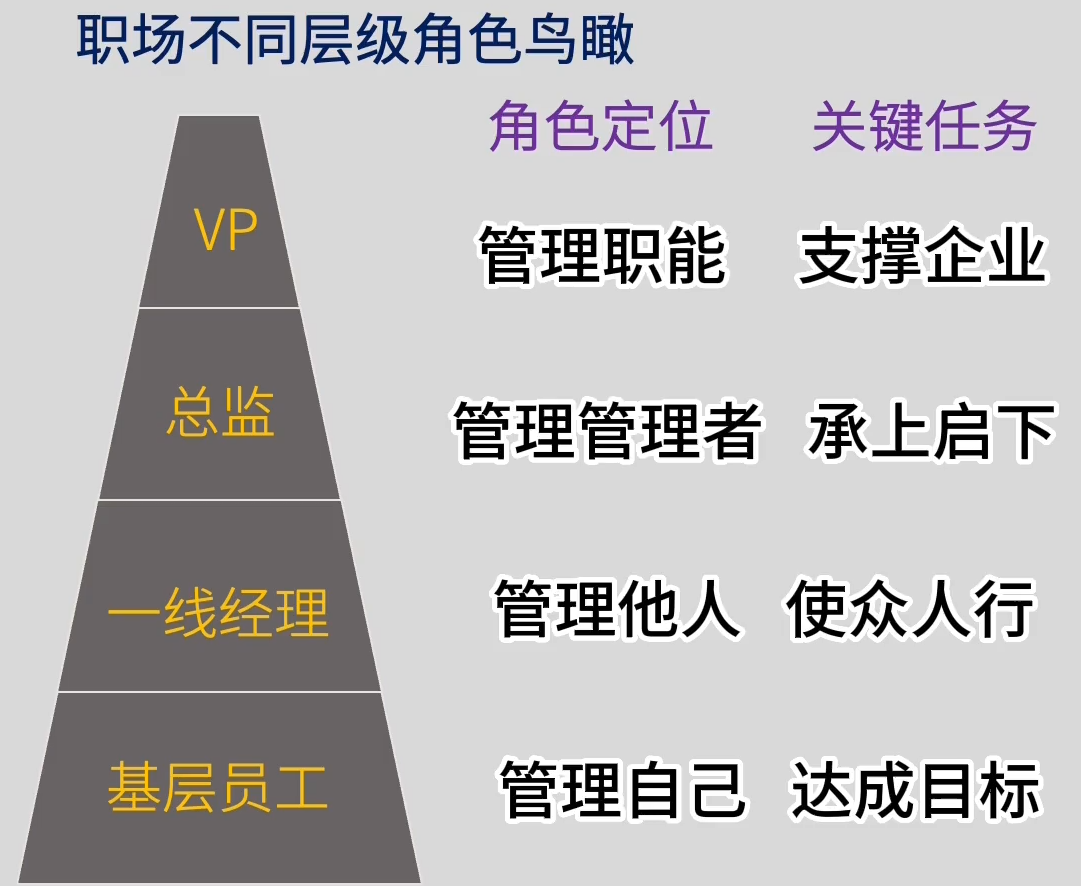 职场不同层级角色鸟瞰
角色定位 关键任务
VP 管理职能 支撑企业
总监 管理管理者 承上启下
一线经理 管理他人 使众人行
基层员工 管理自己 达成目标